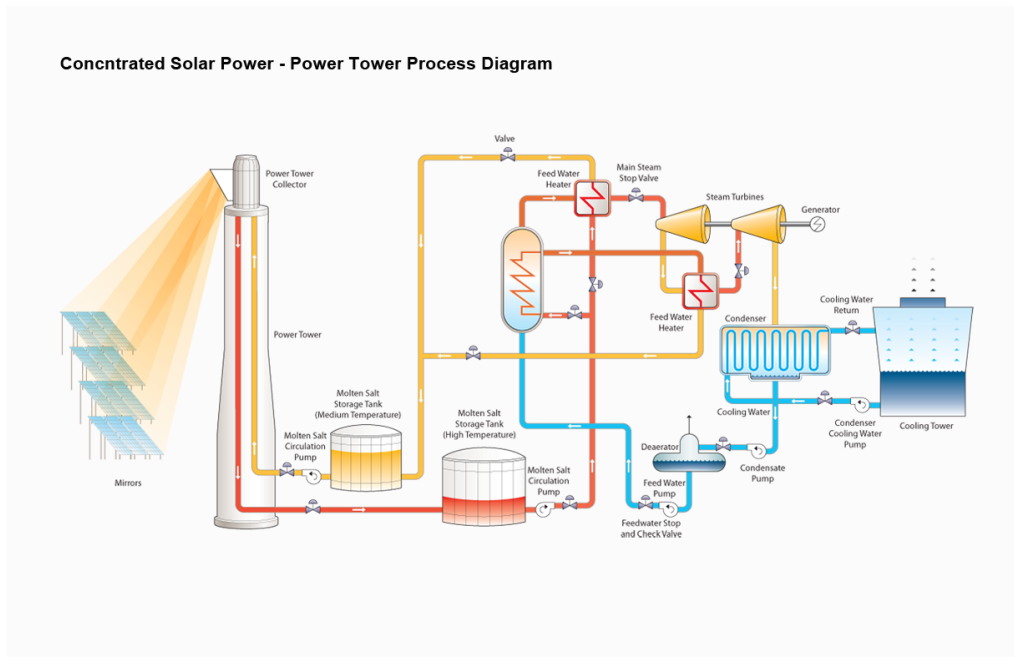 Concntrated Solar Power - Power Tower Process Diagram
Valve
Power Tower
Collector
Feed Water
Heater
Main Steam
Stop Valve
Steam Turbines
Generator
Cooling Water
Return
Condenser
Feed Water
Heater
Power Tower
Molten Salt
Storage Tank
(Medium Temperature)
Molten Salt
Storage Tank
(High Temperature)
Cooling Water
Condenser
Cooling Water
Pump
Cooling Tower
Molten Salt
Circulation
Pump
Deaerator
Molten Salt
Circulation
Pump
Condensate
Pump
Feed Water
Pump
Mirrors
Feedwater Stop
and Check Valve